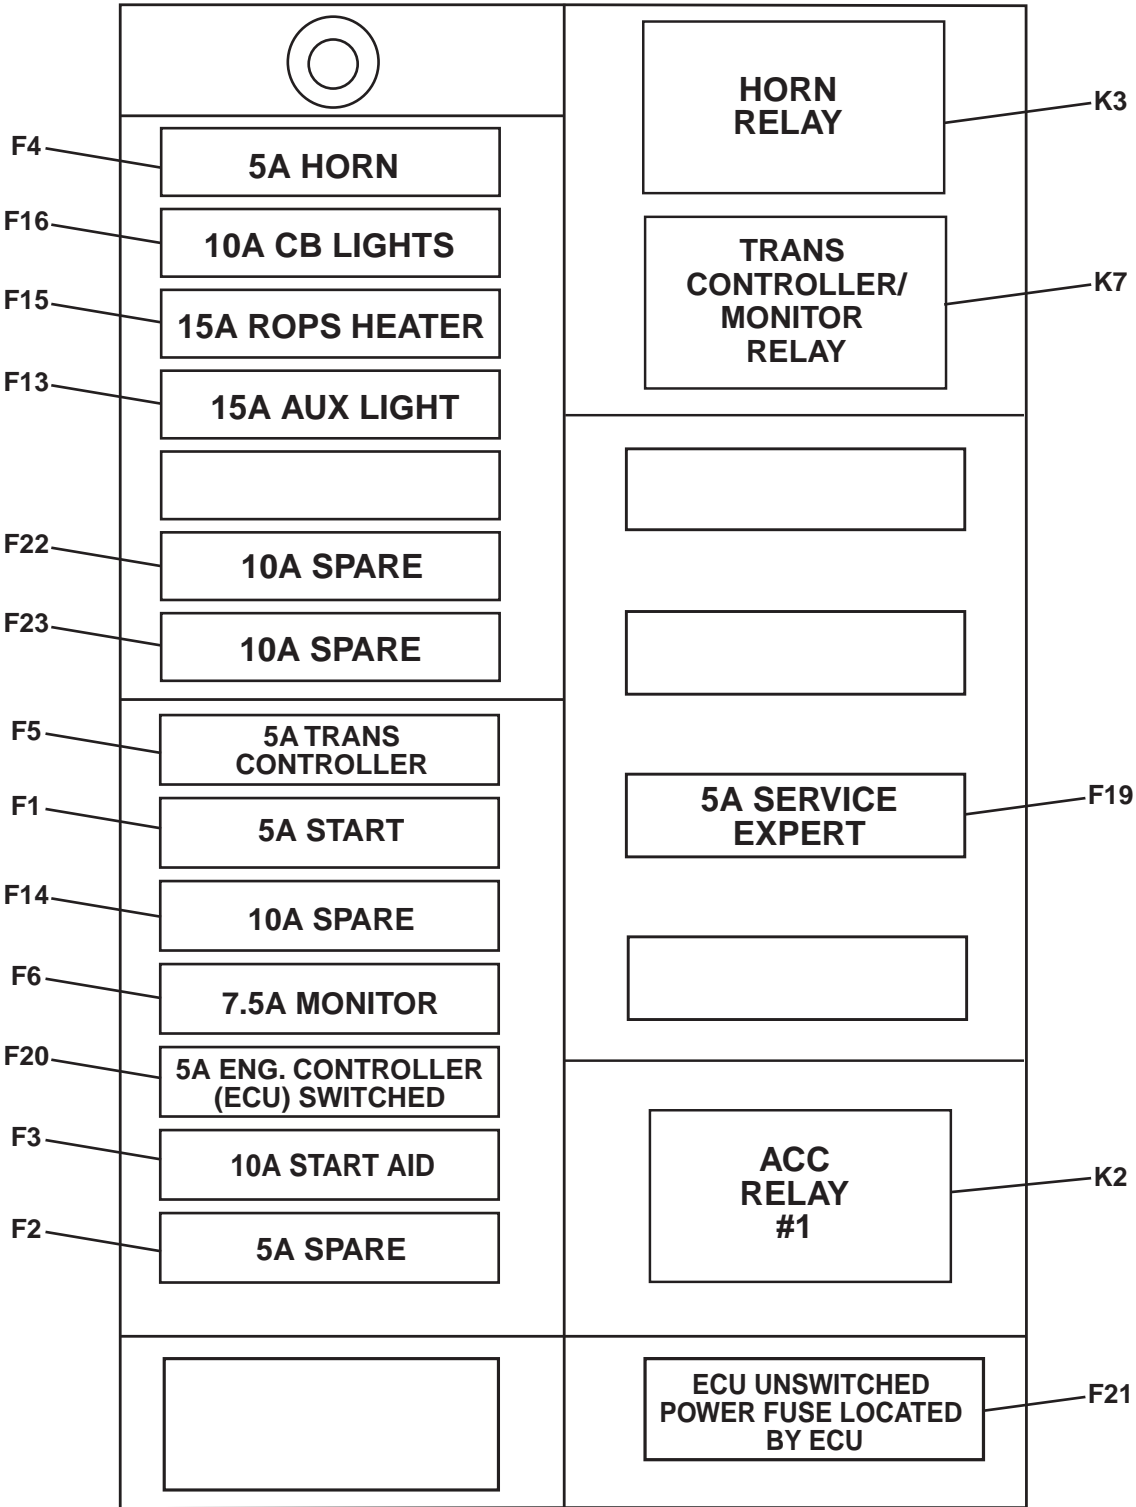 HORN
RELAY
K3
F4
5A HORN
F16
10A CB LIGHTS
TRANS
CONTROLLER/
MONITOR
RELAY
K7
F15
15A ROPS HEATER
F13
15A AUX LIGHT
F22
10A SPARE
F23
10A SPARE
F5
5A TRANS
CONTROLLER
F1
5A START
5A SERVICE
EXPERT
F19
F14
10A SPARE
F6
7.5A MONITOR
F20
5A ENG. CONTROLLER
(ECU) SWITCHED
F3
10A START AID
ACC
RELAY
#1
K2
F2
5A SPARE
ECU UNSWITCHED
POWER FUSE LOCATED
BY ECU
F21